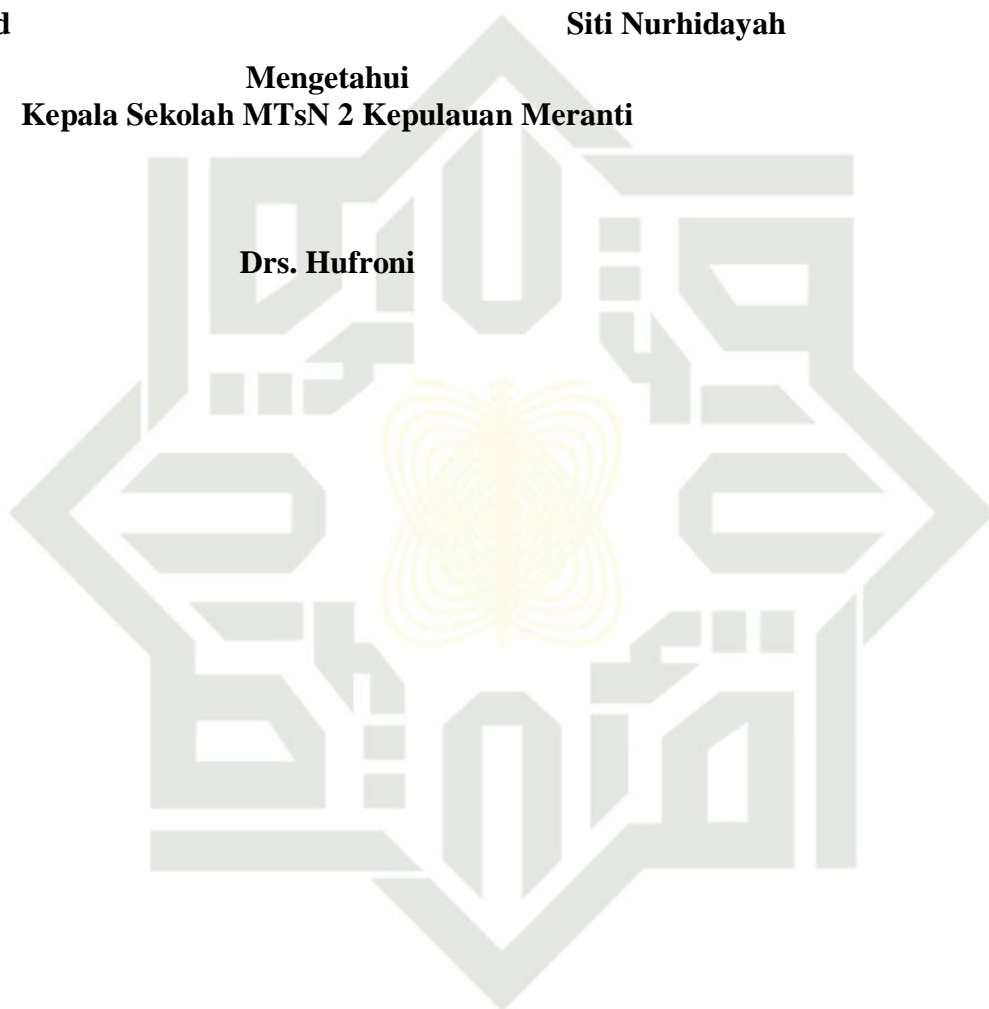 d Siti Nurhidayah
Mengetahui
Kepala Sekolah MTsN 2 Kepulauan Meranti
Drs. Hufroni